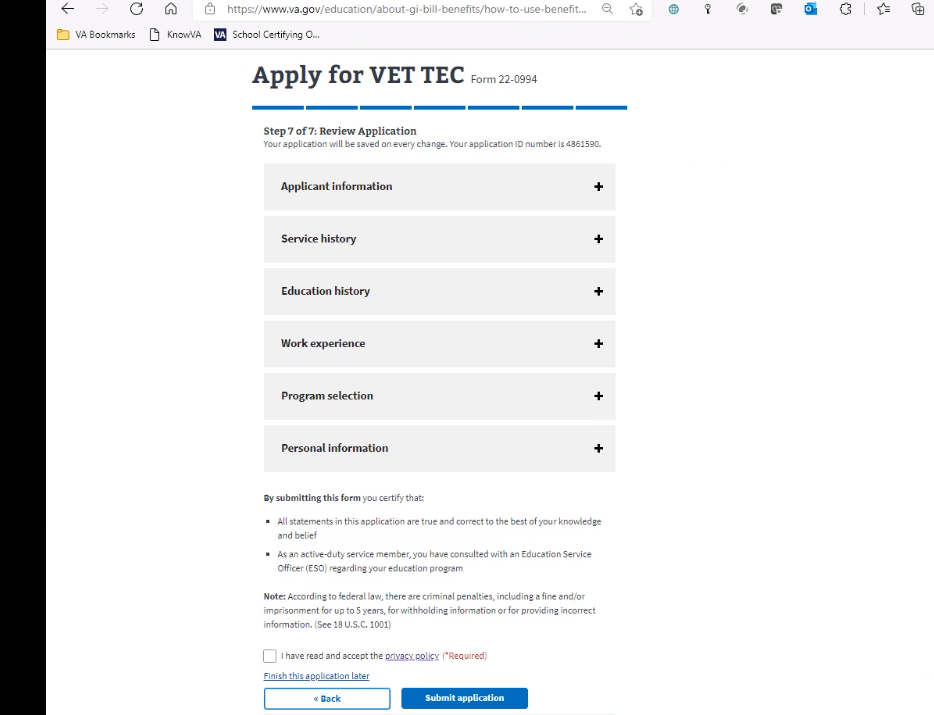 https://www.va.gov/education/about-gi-bill-benefits/how-to-use-benefit...
VA Bookmarks KnowVA VA School Certifying O...
Apply for VET TEC Form 22-0994
Step 7 of 7: Review Application
Your application will be saved on every change. Your application ID number is 4861590.
Applicant information
Service history
Education history
Work experience
Program selection
Personal information
By submitting this form you certify that:
▪ All statements in this application are true and correct to the best of your knowledge
and belief
▪ As an active-duty service member, you have consulted with an Education Service
Officer (ESO) regarding your education program
Note: According to federal law, there are criminal penalties, including a fine and/or
imprisonment for up to 5 years, for withholding information or for providing incorrect
information. (See 18 U.S.C. 1001)
I have read and accept the privacy policy (*Required)
Finish this application later
« Back Submit application